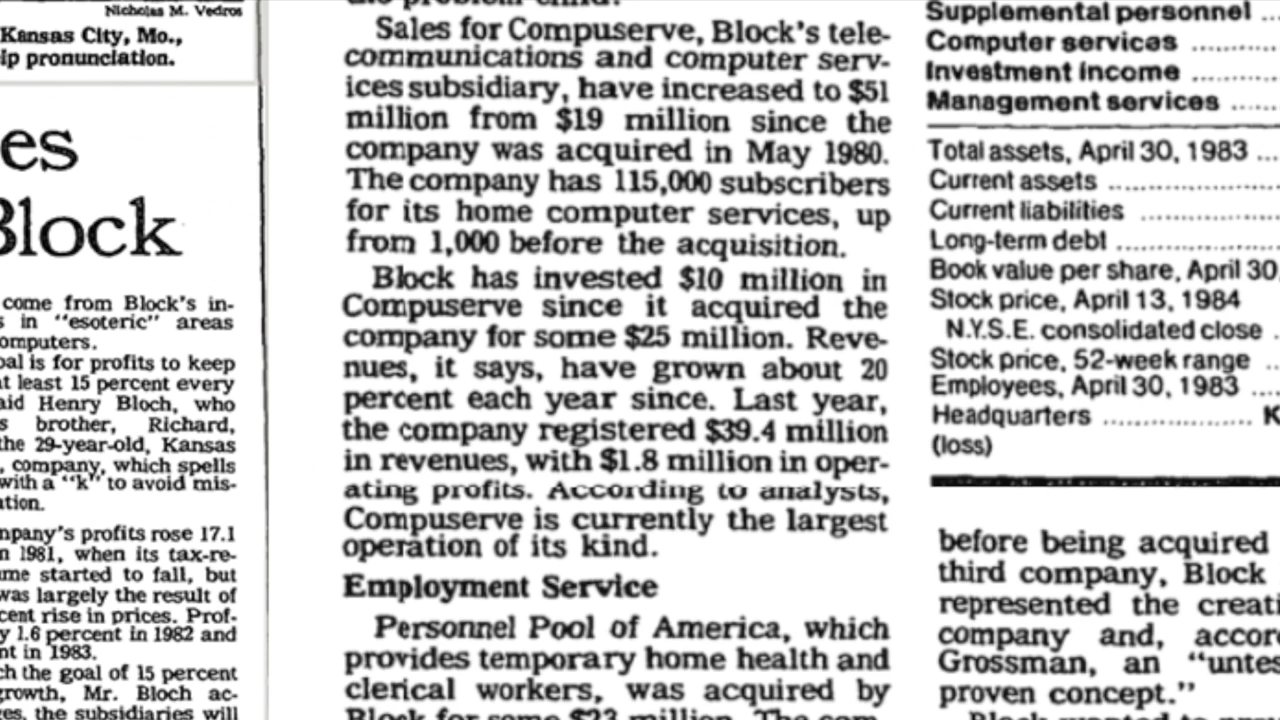 Nicholas M. Vedros
Kansas City, Mo.,
ip pronunciation.
es
Block
come from Block's in-
s in "esoteric" areas
omputers.
oal is for profits to keep
at least 15 percent every
aid Henry Bloch, who
s brother, Richard,
the 29-year-old, Kansas
, company, which spells
with a "k" to avoid mis-
ation.
mpany's profits rose 17.1
n 1981, when its tax-re-
me started to fall, but
was largely the result of
cent rise in prices. Prof-
y 1.6 percent in 1982 and
nt in 1983.
ch the goal of 15 percent
growth, Mr. Bloch ac-
ges, the subsidiaries will
the problem child.
Sales for Compuserve, Block's tele-
communications and computer serv-
ices subsidiary, have increased to $51
million from $19 million since the
company was acquired in May 1980.
The company has 115,000 subscribers
for its home computer services, up
from 1,000 before the acquisition.
Block has invested $10 million in
Compuserve since it acquired the
company for some $25 million. Reve-
nues, it says, have grown about 20
percent each year since. Last year,
the company registered $39.4 million
in revenues, with $1.8 million in oper-
ating profits. According to analysts,
Compuserve is currently the largest
operation of its kind.
Employment Service
Personnel Pool of America, which
provides temporary home health and
clerical workers, was acquired by
Block for some $23 million. The com-
Supplemental personnel ...
Computer services ...............
Investment income ..............
Management services ......
Total assets, April 30, 1983 ...
Current assets .......................
Current liabilities ..................
Long-term debt ......................
Book value per share, April 30,
Stock price, April 13, 1984
N.Y.S.E. consolidated close .
Stock price, 52-week range ..
Employees, April 30, 1983 ....
Headquarters ................ K
(loss)
before being acquired
third company, Block
represented the creati
company and, accor
Grossman, an "untes
proven concept."